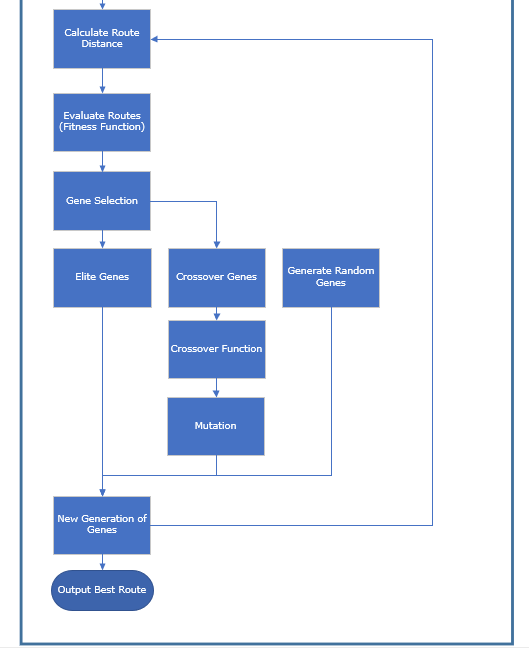 Calculate Route
Distance
Evaluate Routes
(Fitness Function)
Gene Selection
Elite Genes
Crossover Genes
Generate Random
Genes
Crossover Function
Mutation
New Generation of
Genes
Output Best Route